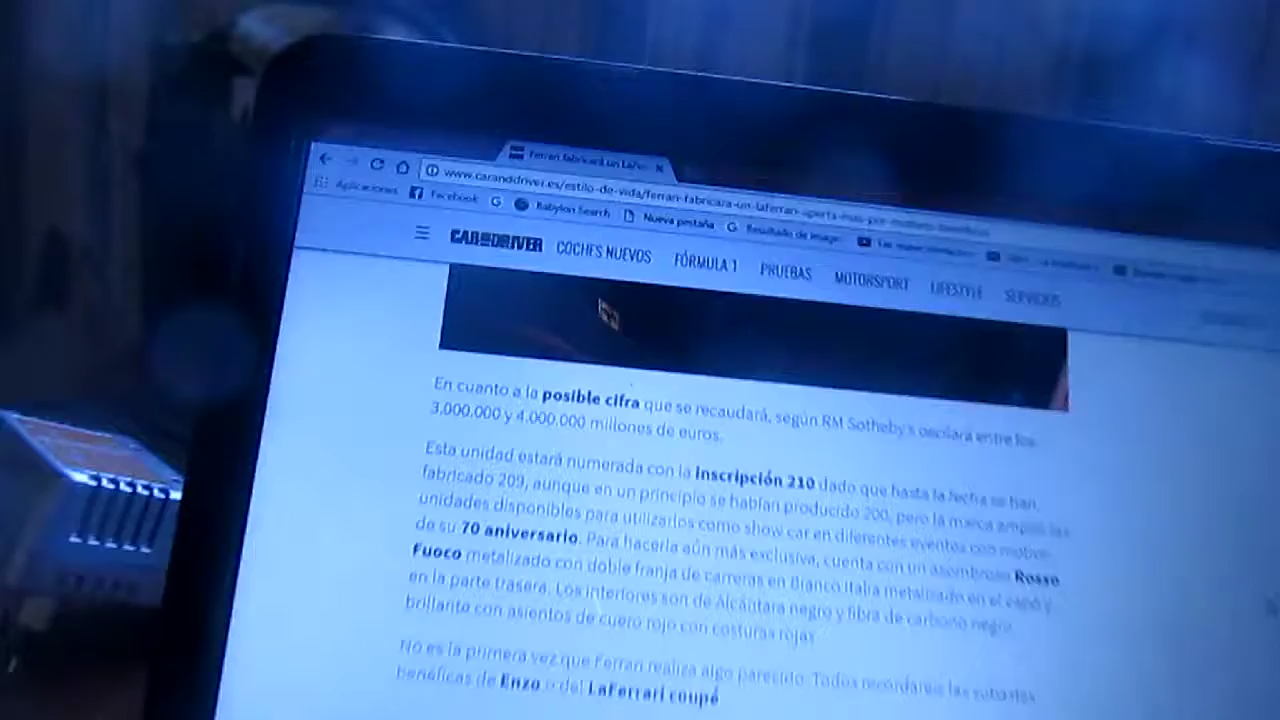 Ferrari fabricará un LaFer
www.caranddriver.es/estilo-de-vida/ferrari-fabricara-un-laferrari-aperta-mas-por-motivos-beneficos
Aplicaciones Facebook Babylon Search Nueva pestaña Resultado de imagen
CAR AND DRIVER COCHES NUEVOS FÓRMULA 1 PRUEBAS MOTORSPORT LIFESTYLE SERVICIOS
En cuanto a la posible cifra que se recaudará, según RM Sotheby's oscilará entre los
3.000.000 y 4.000.000 millones de euros.
Esta unidad estará numerada con la Inscripción 210 dado que hasta la fecha se han
fabricado 209, aunque en un principio se habían producido 200, pero la marca amplió las
unidades disponibles para utilizarlos como show car en diferentes eventos con motivo
de su 70 aniversario. Para hacerla aún más exclusiva, cuenta con un asombroso Rosso
Fuoco metalizado con doble franja de carreras en Bianco Italia metalizado en el capó y
en la parte trasera. Los interiores son de Alcántara negro y fibra de carbono negro
brillante con asientos de cuero rojo con costuras rojas
No es la primera vez que Ferrari realiza algo parecido. Todos recordaréis las subastas
benéficas de Enzo o del LaFerrari coupé